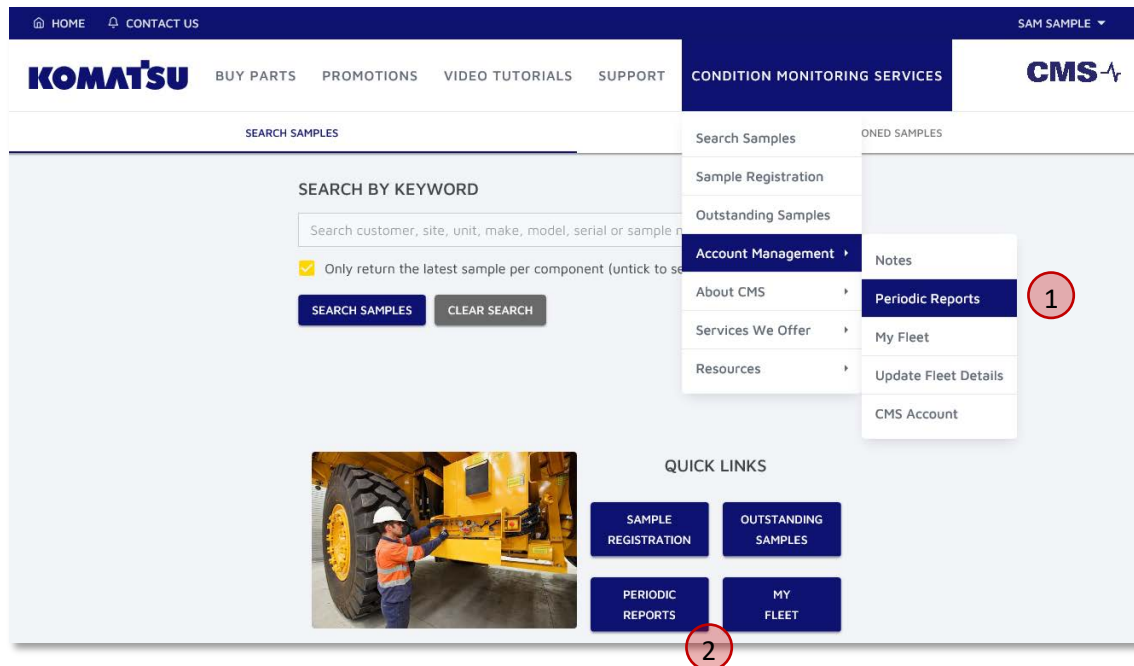 HOME CONTACT US SAM SAMPLE
KOMATSU BUY PARTS PROMOTIONS VIDEO TUTORIALS SUPPORT CONDITION MONITORING SERVICES CMS
SEARCH SAMPLES ONED SAMPLES
Search Samples
Sample Registration
Outstanding Samples
Account Management
About CMS
Services We Offer
Resources
Notes
Periodic Reports
My Fleet
Update Fleet Details
CMS Account
1
SEARCH BY KEYWORD
Search customer, site, unit, make, model, serial or sample n
Only return the latest sample per component (untick to se
SEARCH SAMPLES CLEAR SEARCH
QUICK LINKS
SAMPLE
REGISTRATION
OUTSTANDING
SAMPLES
PERIODIC
REPORTS
MY
FLEET
2